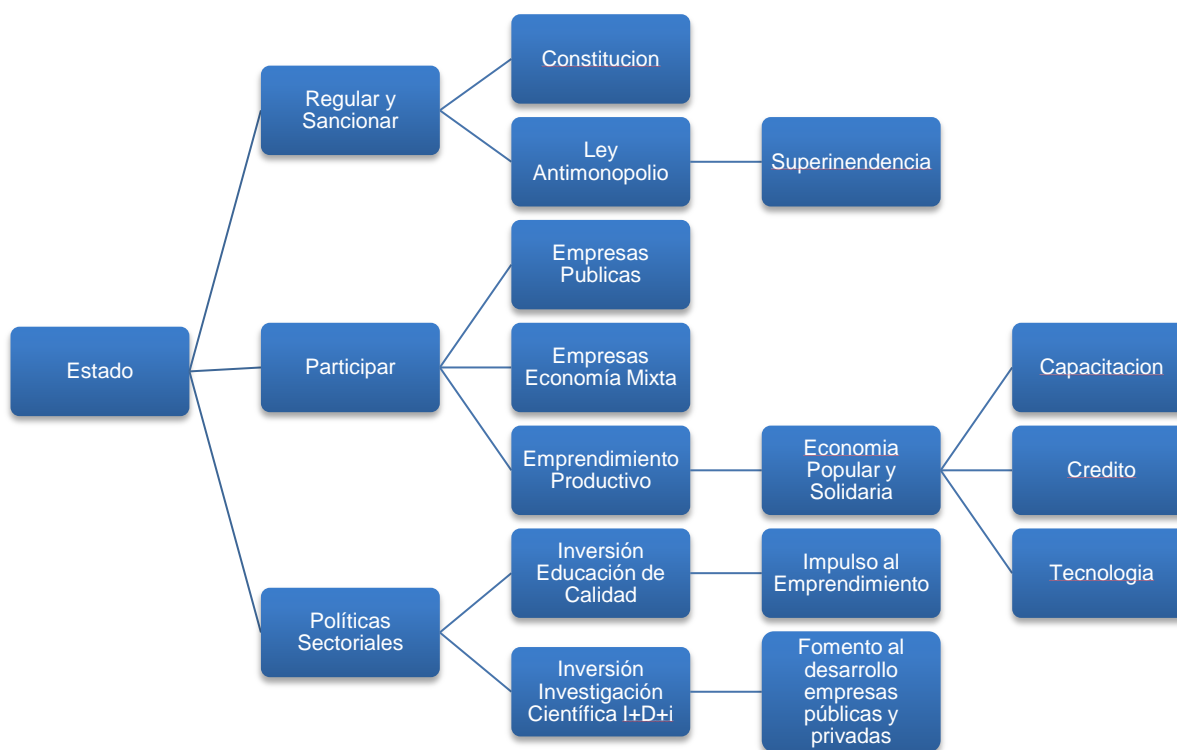 Estado
Regular y
Sancionar
Constitucion
Ley
Antimonopolio
Superinendencia
Participar
Empresas
Publicas
Empresas
Economía Mixta
Emprendimiento
Productivo
Economia
Popular y
Solidaria
Capacitacion
Credito
Tecnologia
Políticas
Sectoriales
Inversión
Educación de
Calidad
Impulso al
Emprendimiento
Inversión
Investigación
Científica I+D+i
Fomento al
desarrollo
empresas
públicas y
privadas